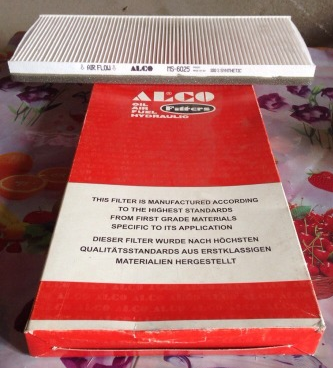 AIR FLOW ALCO MS-6025
ALCO
OIL
AIR
FUEL
HYDRAULIC
Filters
THIS FILTER IS MANUFACTURED ACCORDING
TO THE HIGHEST STANDARDS
FROM FIRST GRADE MATERIALS
SPECIFIC TO ITS APPLICATION
DIESER FILTER WURDE NACH HÖCHSTEN
QUALITÄTSSTANDARDS AUS ERSTKLASSIGEN
MATERIALIEN HERGESTELLT